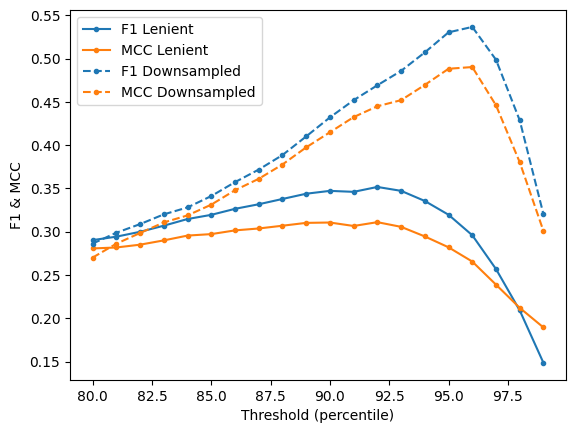 F1 Lenient
MCC Lenient
F1 Downsampled
MCC Downsampled
0.55
0.50
0.45
0.40
0.35
0.30
0.25
0.20
0.15
F1 & MCC
80.0 82.5 85.0 87.5 90.0 92.5 95.0 97.5
Threshold (percentile)